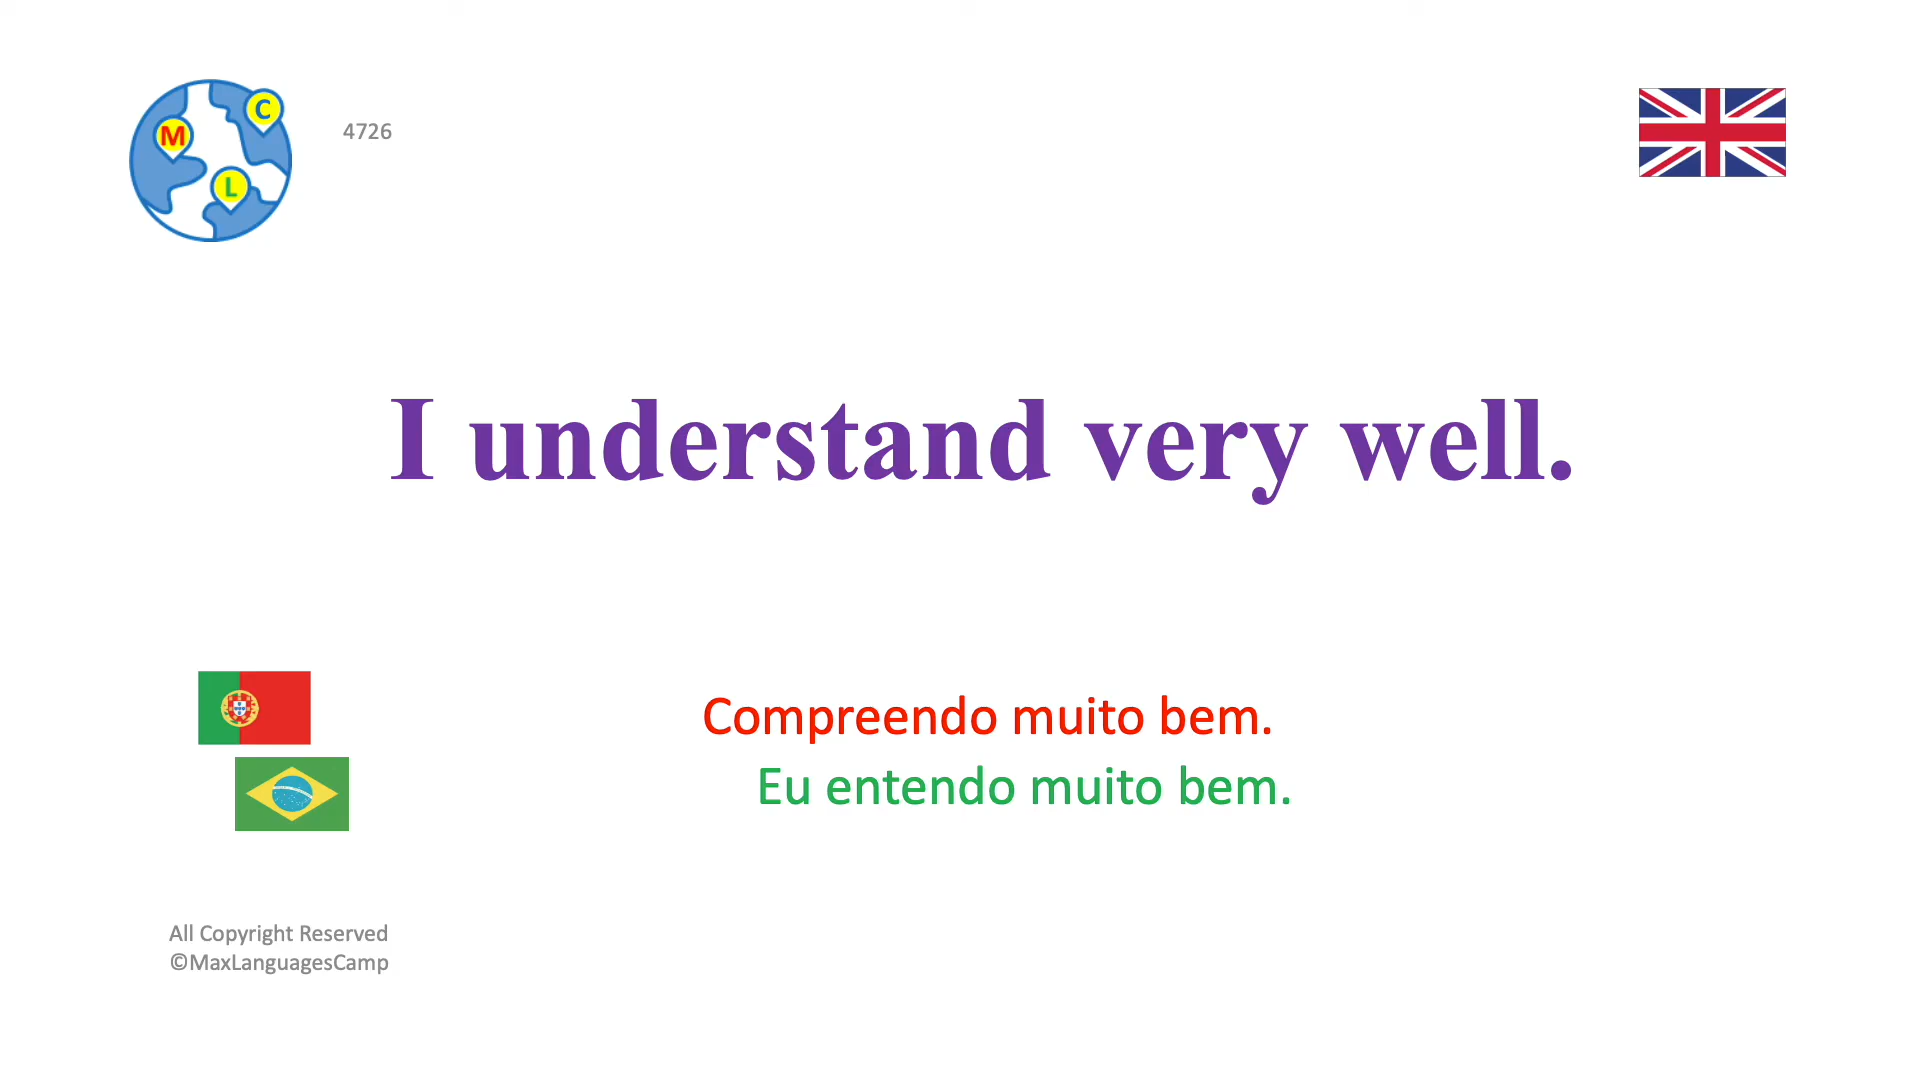 M
C
L
4726
I understand very well.
Compreendo muito bem.
Eu entendo muito bem.
All Copyright Reserved
©MaxLanguagesCamp